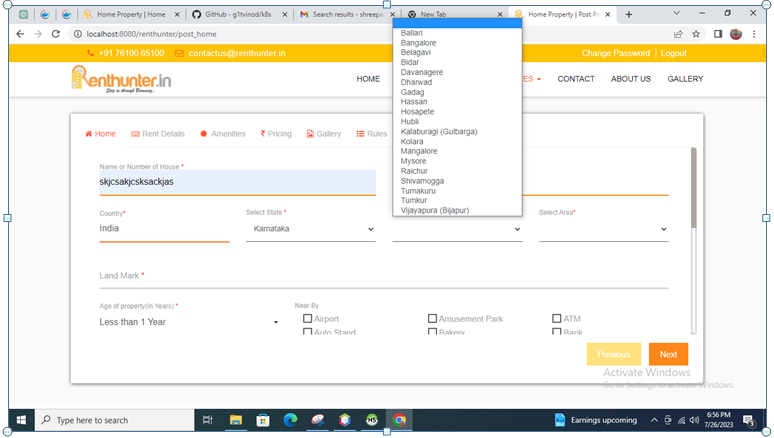 Home Property | Home
GitHub - g1tvinod/k8s
Search results - shreepa
New Tab
Home Property | Post Pr
localhost:8080/renthunter/post_home
+91 76100 65100
contactus@renthunter.in
Change Password
Logout
Renthunter.in
HOME
ES
CONTACT
ABOUT US
GALLERY
Ballari
Bangalore
Belagavi
Bidar
Davanagere
Dharwad
Gadag
Hassan
Hosapete
Hubli
Kalaburagi (Gulbarga)
Kolara
Mangalore
Mysore
Raichur
Shivamogga
Tumakuru
Tumkur
Vijayapura (Bijapur)
Home
Rent Details
Amenities
Pricing
Gallery
Rules
Name or Number of House *
skjcsakjcsksackjas
Country*
Select State *
Select Area*
India
Karnataka
Land Mark *
Age of property(In Years) *
Near By
Less than 1 Year
Airport
Amusement Park
ATM
Auto Stand
Bakery
Bank
Previous
Next
Activate Windows
Go to Settings to activate Windows.
Type here to search
HS
Earnings upcoming
6:56 PM
7/26/2023
3